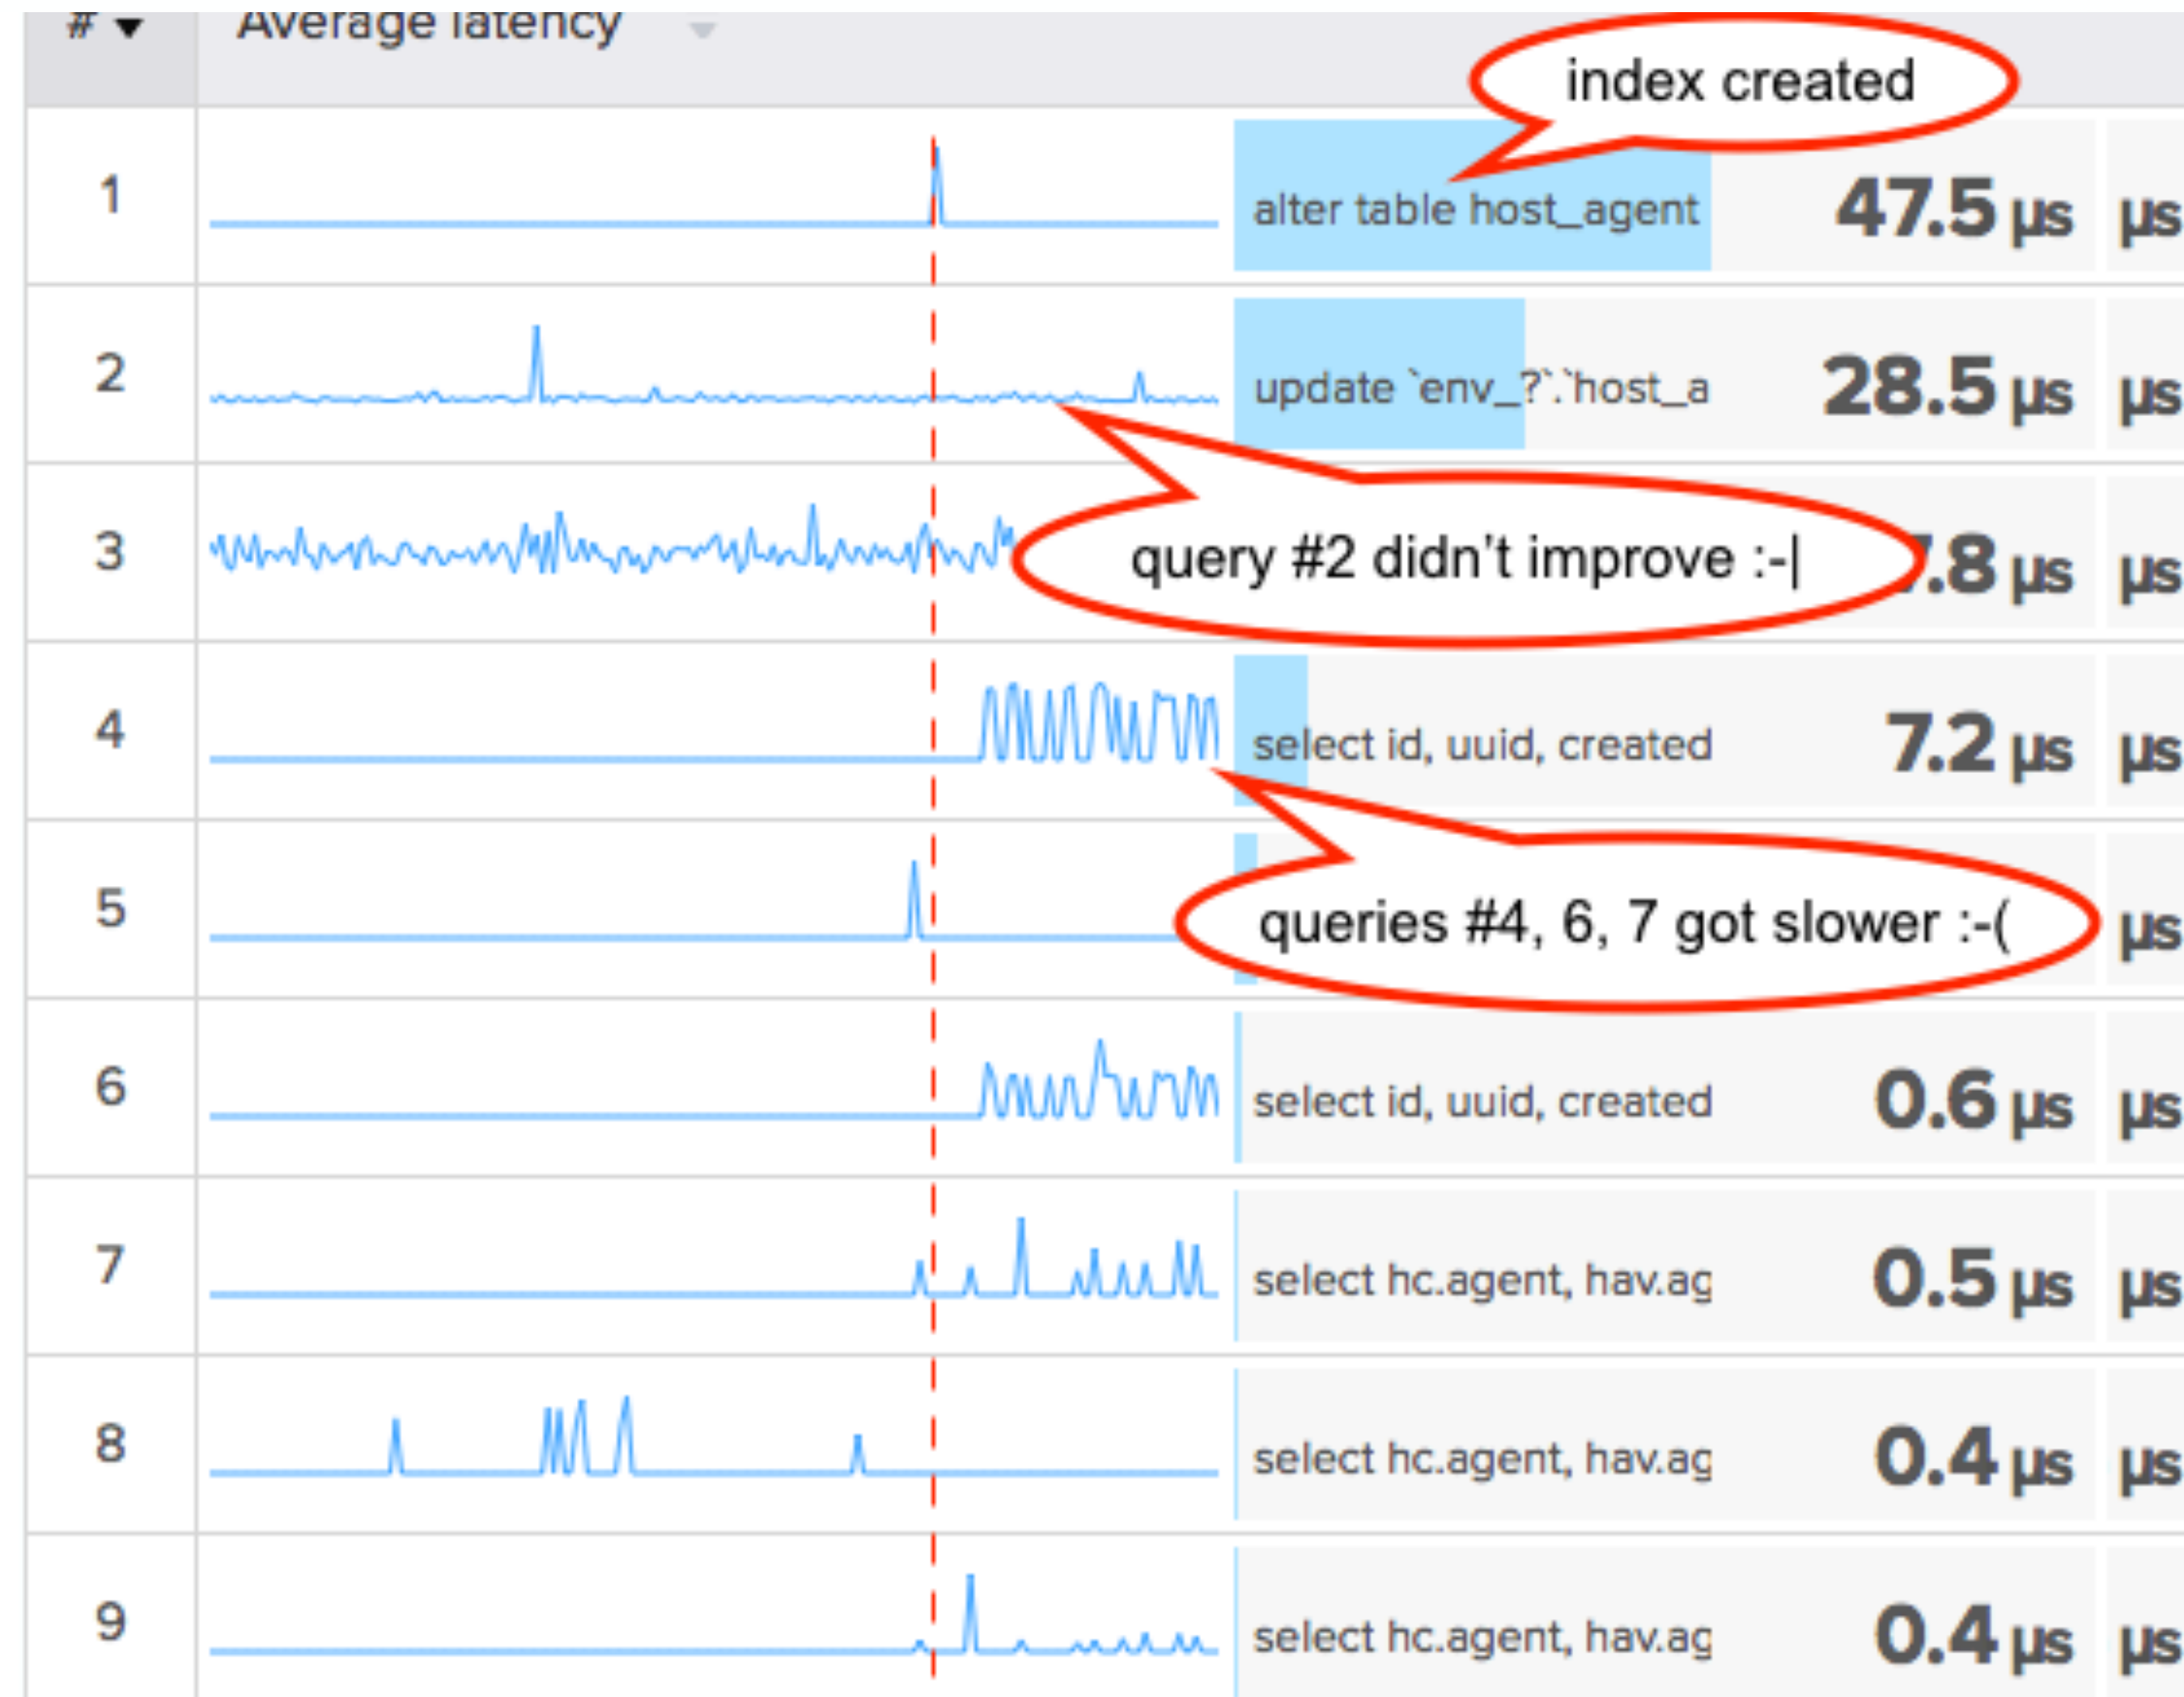 # Average latency
index created
1 alter table host_agent 47.5 µs µs
2 update `env_?`.`host_a 28.5 µs µs
3 query #2 didn't improve :-| .8 µs µs
4 select id, uuid, created 7.2 µs µs
5 queries #4, 6, 7 got slower :-( µs
6 select id, uuid, created 0.6 µs µs
7 select hc.agent, hav.ag 0.5 µs µs
8 select hc.agent, hav.ag 0.4 µs µs
9 select hc.agent, hav.ag 0.4 µs µs